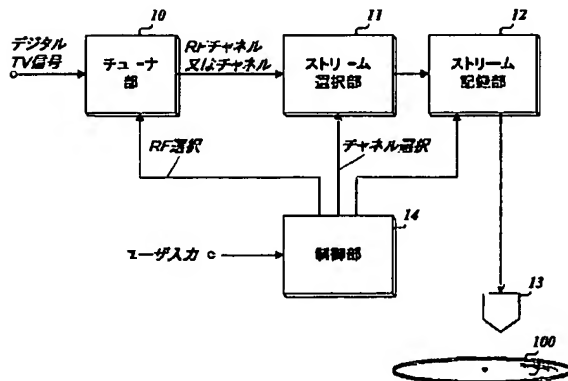 10
11
12
デジタル
TV信号
チューナ
部
RFチャネル
又はチャネル
ストリーム
選択部
ストリーム
記録部
RF選択
チャネル選択
14
ユーザ入力
制御部
13
100